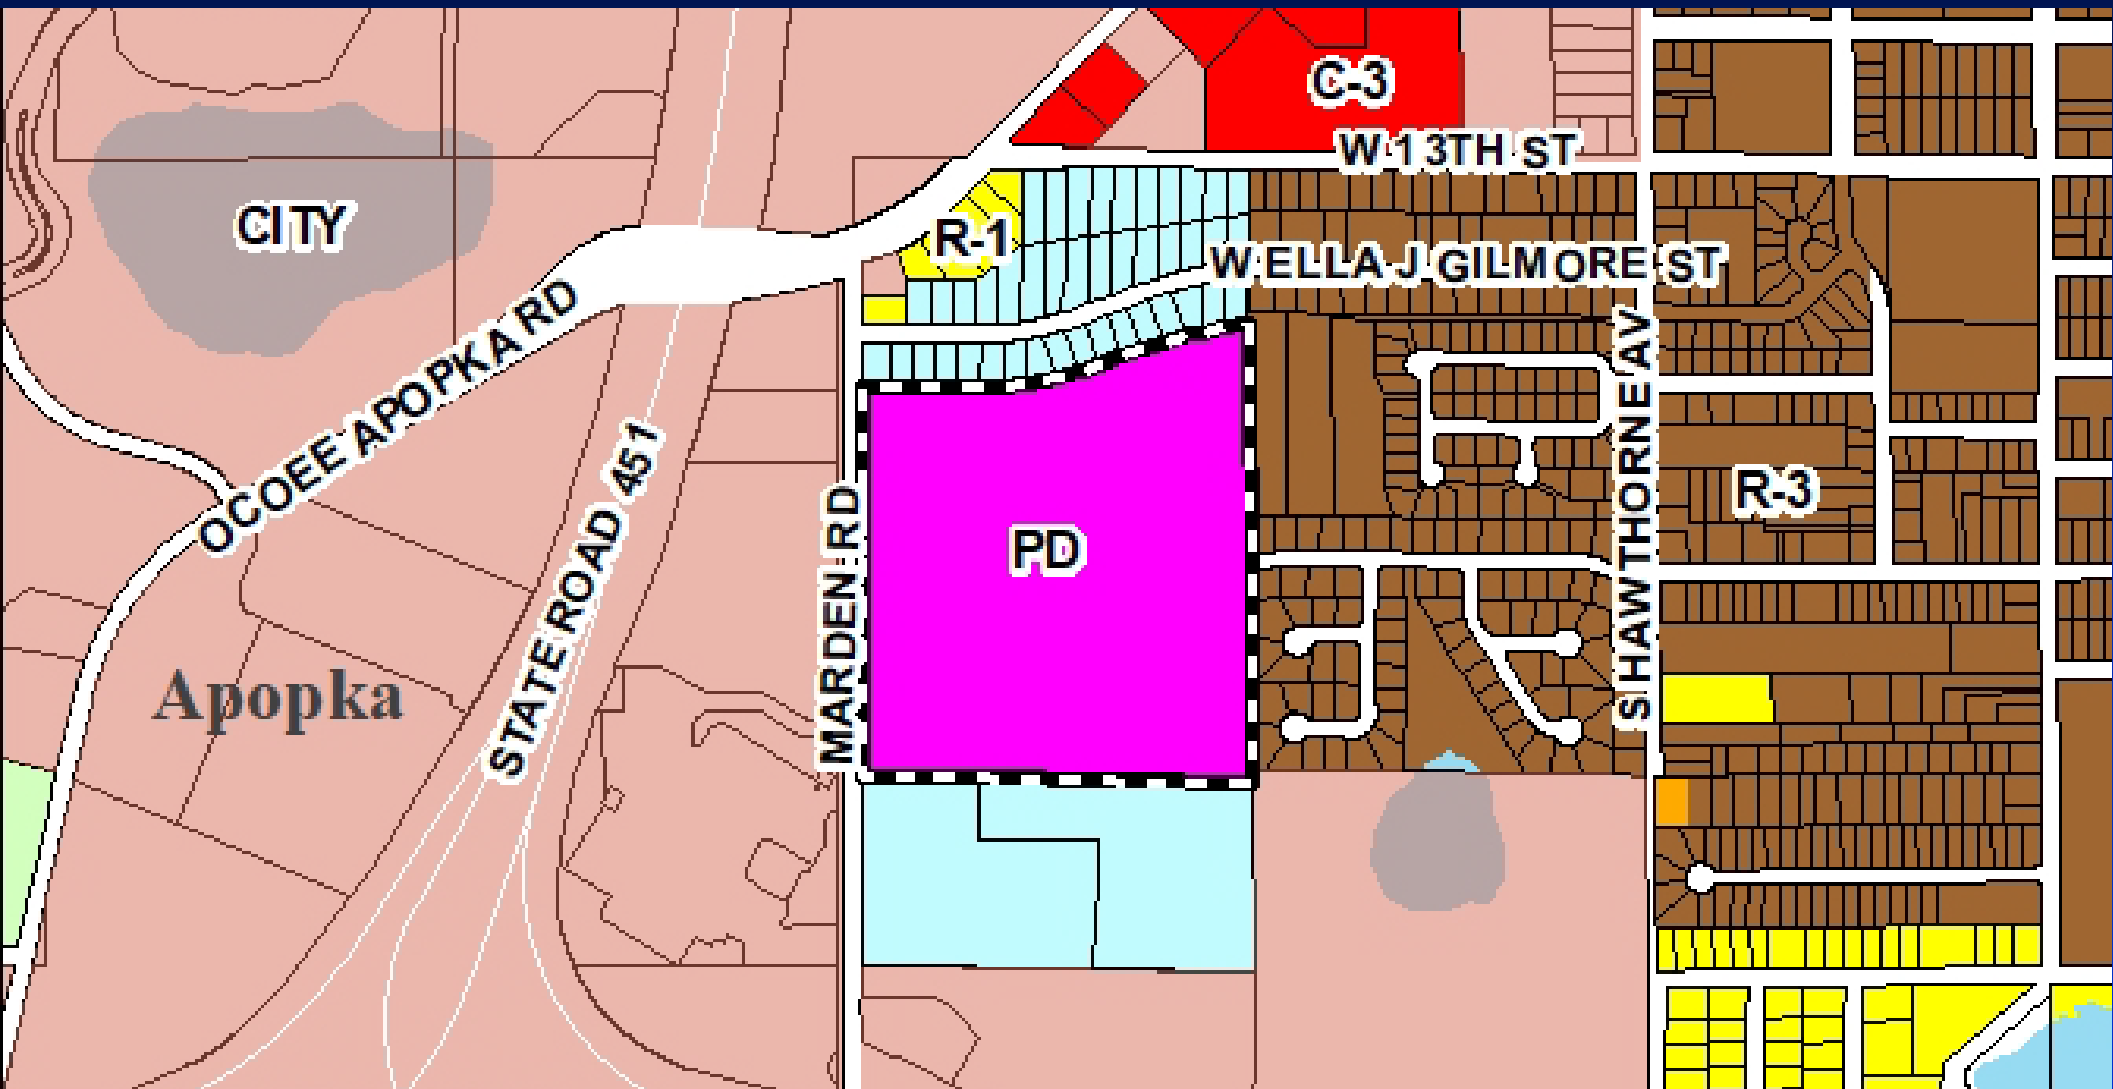 C-3
W 13TH ST
CITY
R-1
W ELLA J GILMORE ST
OCOEE APOPKA RD
STATE ROAD 451
MARDEN RD
PD
S HAWTHORNE AV
R-3
Apopka